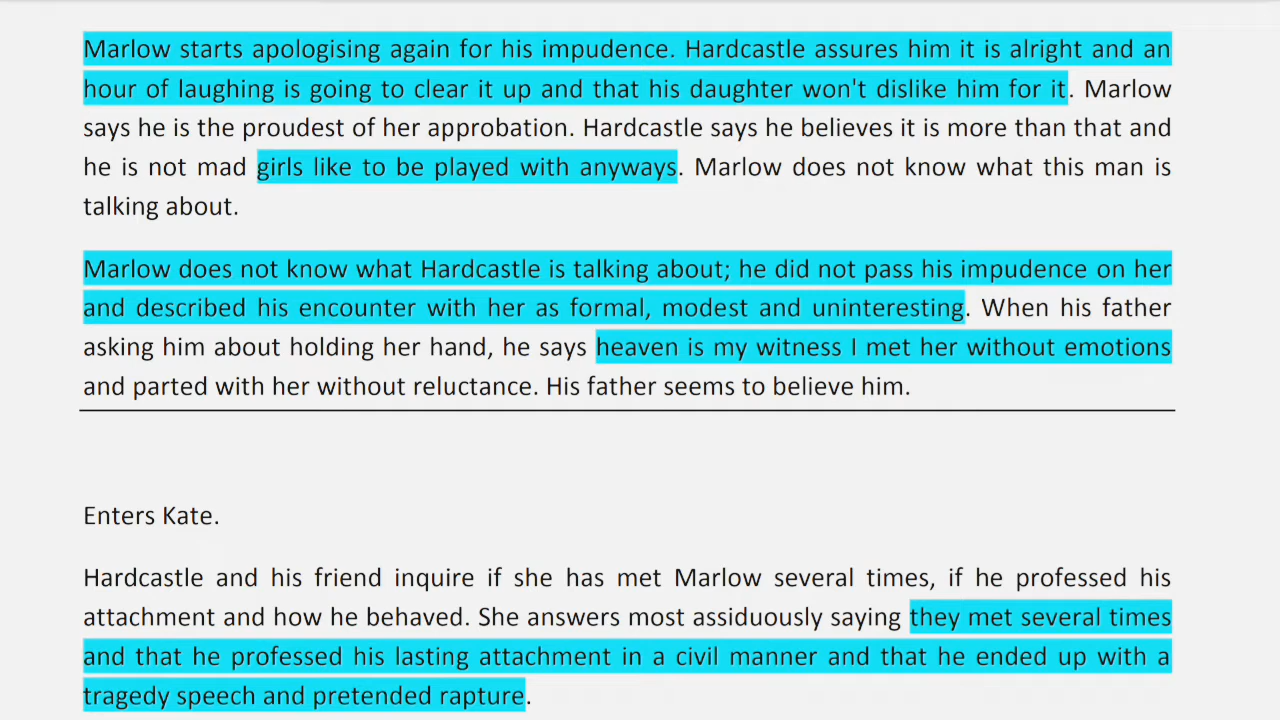 Marlow starts apologising again for his impudence. Hardcastle assures him it is alright and an
hour of laughing is going to clear it up and that his daughter won't dislike him for it. Marlow
says he is the proudest of her approbation. Hardcastle says he believes it is more than that and
he is not mad girls like to be played with anyways. Marlow does not know what this man is
talking about.
Marlow does not know what Hardcastle is talking about; he did not pass his impudence on her
and described his encounter with her as formal, modest and uninteresting. When his father
asking him about holding her hand, he says heaven is my witness I met her without emotions
and parted with her without reluctance. His father seems to believe him.
Enters Kate.
Hardcastle and his friend inquire if she has met Marlow several times, if he professed his
attachment and how he behaved. She answers most assiduously saying they met several times
and that he professed his lasting attachment in a civil manner and that he ended up with a
tragedy speech and pretended rapture.